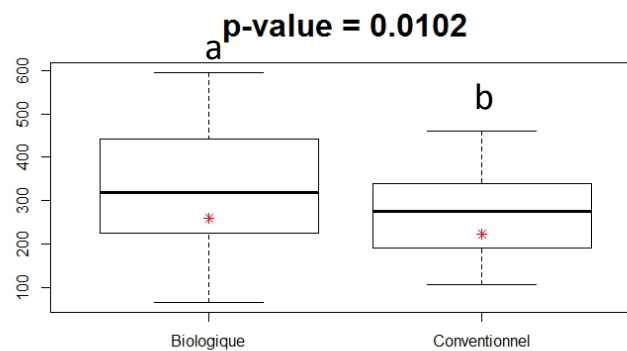 p-value = 0.0102
a
b
600
500
400
300
200
100
Biologique
Conventionnel